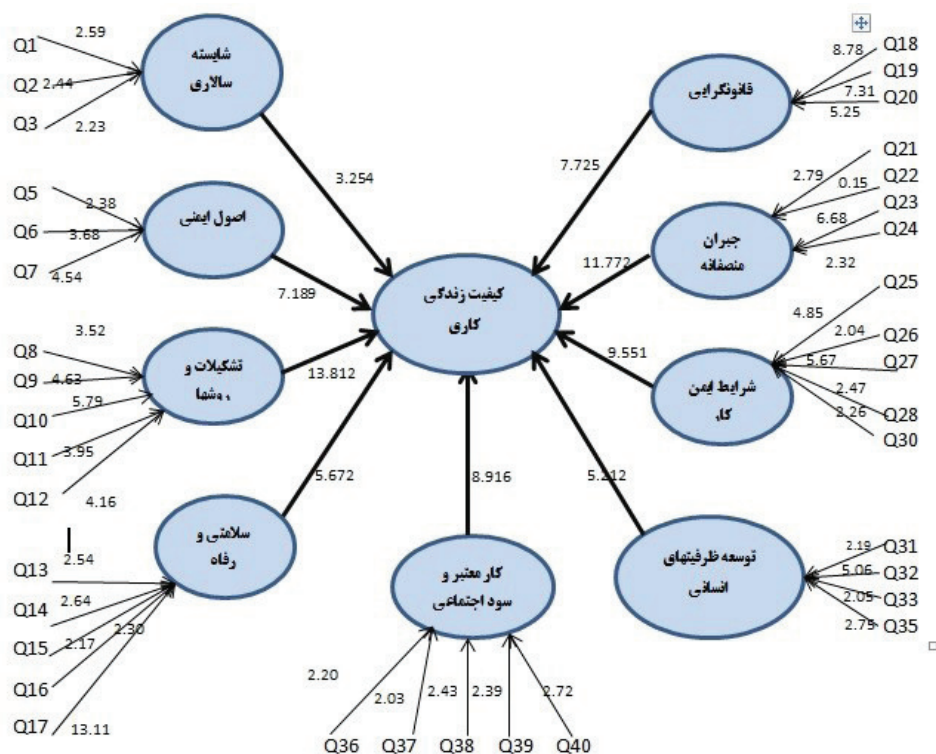 Q1
2.59
Q2
2.44
Q3
2.23
شایسته
سالاری
3.254
Q5
2.38
Q6
3.68
Q7
4.54
اصول ایمنی
7.189
Q8
3.52
Q9
4.63
Q10
5.79
Q11
3.95
Q12
4.16
تشکیلات و
روشها
13.812
Q13
2.54
Q14
2.64
Q15
2.30
2.17
Q16
Q17
13.11
سلامتی و
رفاه
5.672
کیفیت زندگی
کاری
8.916
کار معتبر و
سود اجتماعی
2.20
2.03
2.43
2.39
2.72
Q36
Q37
Q38
Q39
Q40
قانونگرایی
7.725
8.78
Q18
Q19
7.31
Q20
5.25
جبران
منصفانه
11.772
Q21
2.79
Q22
0.15
Q23
6.68
Q24
2.32
شرایط ایمن
کار
9.551
Q25
4.85
Q26
2.04
Q27
5.67
2.47
Q28
2.26
Q30
توسعه ظرفیتهای
انسانی
5.212
Q31
2.19
Q32
5.06
Q33
2.05
Q35
2.75